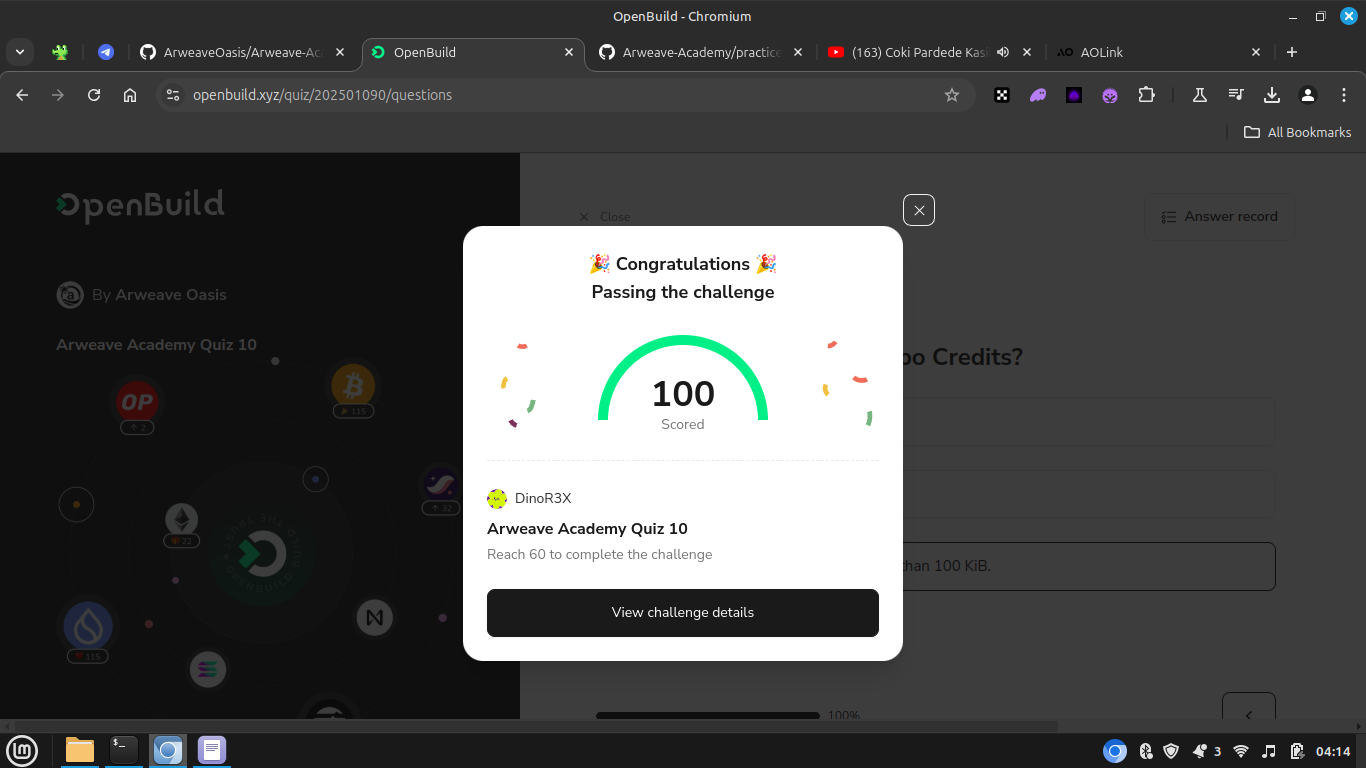 OpenBuild - Chromium
ArweaveOasis/Arweave-Ac
OpenBuild
Arweave-Academy/practice
(163) Coki Pardede Kasi
AOLink
openbuild.xyz/quiz/202501090/questions
All Bookmarks
OpenBuild
Close
Answer record
By Arweave Oasis
Arweave Academy Quiz 10
OP
2
115
32
22
115
🎉 Congratulations 🎉
Passing the challenge
100
Scored
DinoR3X
Arweave Academy Quiz 10
Reach 60 to complete the challenge
View challenge details
bo Credits?
than 100 KiB.
100%
3
04:14